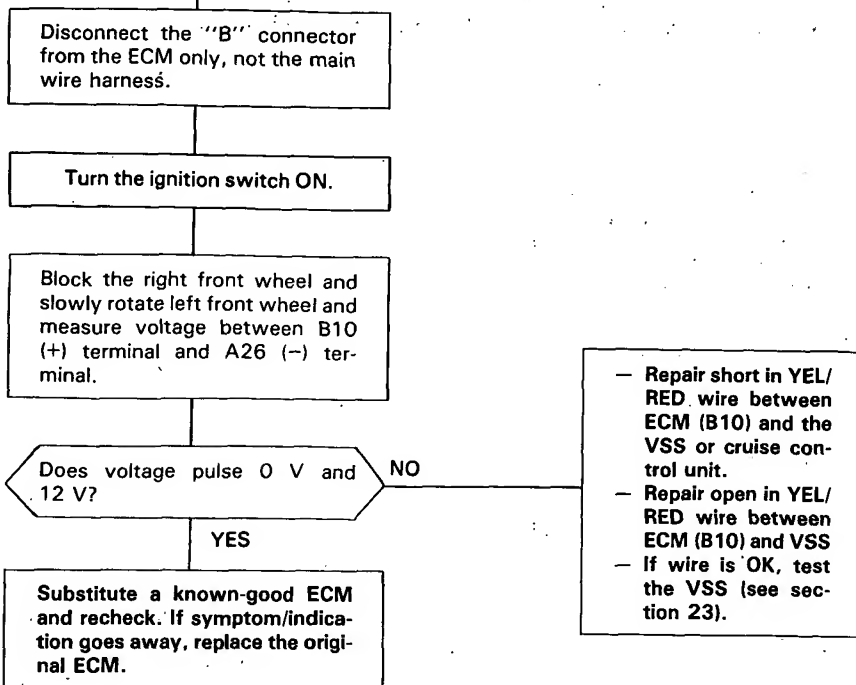 Disconnect the "B" connector
from the ECM only, not the main
wire harness.
Turn the ignition switch ON.
Block the right front wheel and
slowly rotate left front wheel and
measure voltage between B10
(+) terminal and A26 (−) ter-
minal.
Does voltage pulse 0 V and
12 V?
NO
YES
Substitute a known-good ECM
and recheck. If symptom/indica-
tion goes away, replace the origi-
nal ECM.
— Repair short in YEL/
RED wire between
ECM (B10) and the
VSS or cruise con-
trol unit.
— Repair open in YEL/
RED wire between
ECM (B10) and VSS
— If wire is OK, test
the VSS (see sec-
tion 23).